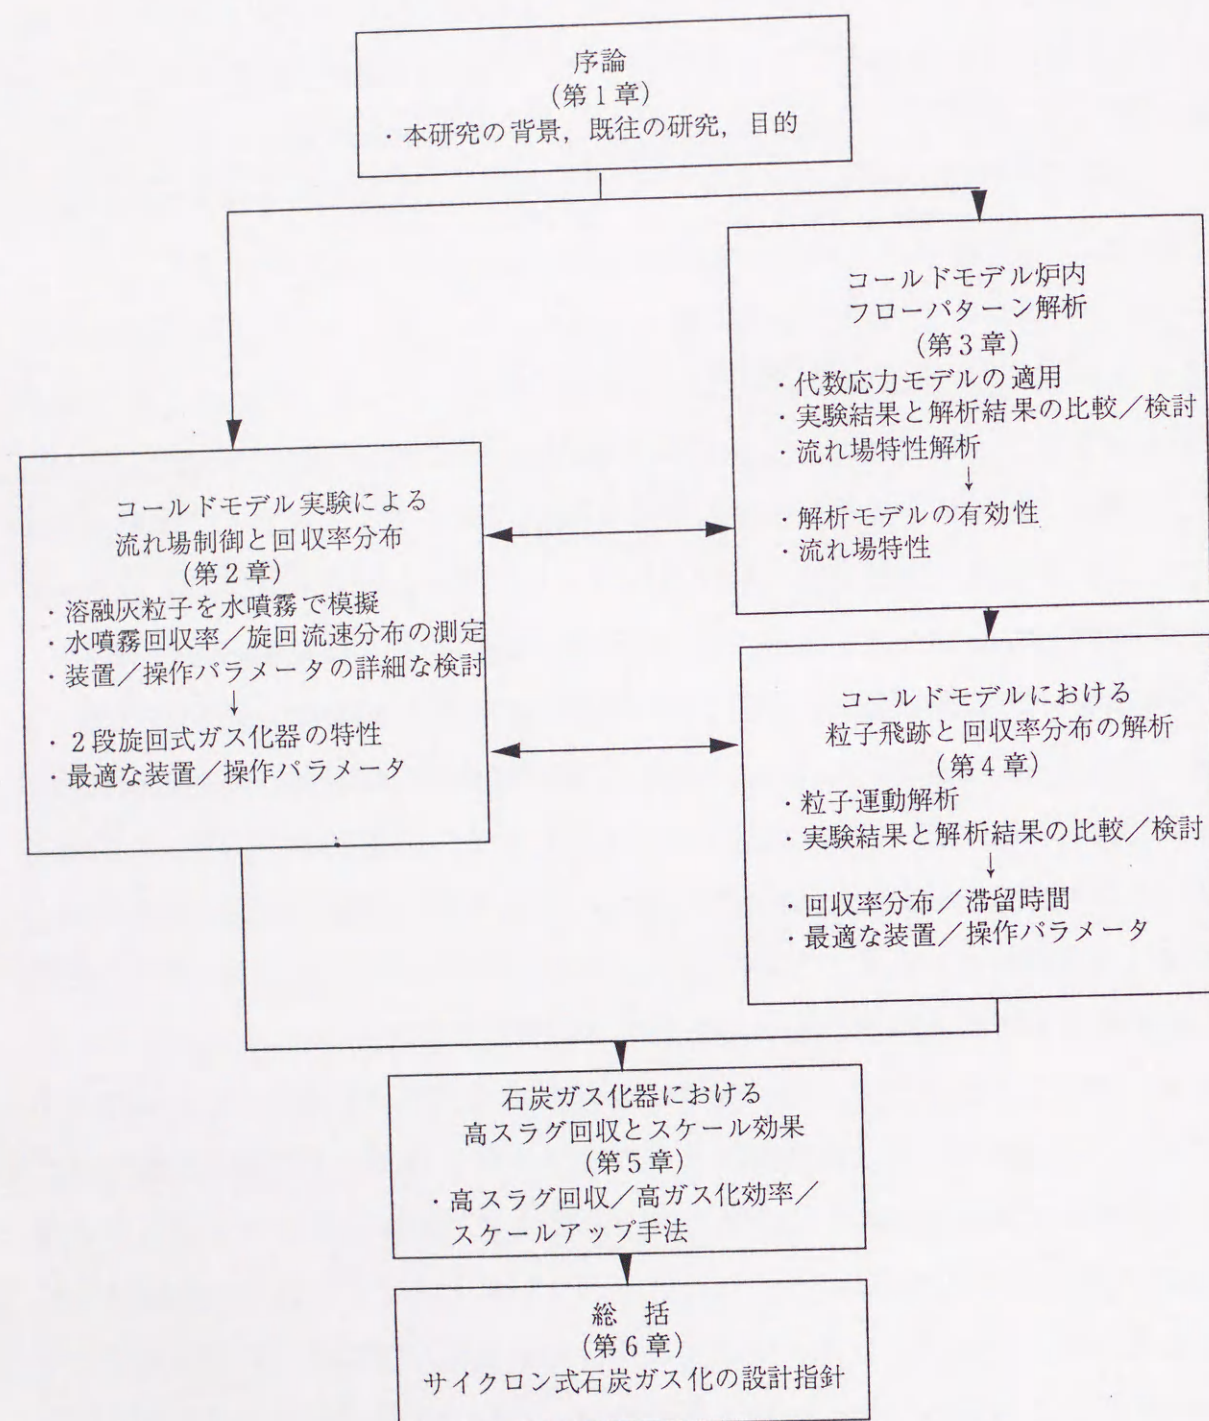 序論
(第1章)
・本研究の背景，既往の研究，目的
コールドモデル炉内
フローパターン解析
(第3章)
・代数応力モデルの適用
・実験結果と解析結果の比較／検討
・流れ場特性解析
↓
・解析モデルの有効性
・流れ場特性
コールドモデル実験による
流れ場制御と回収率分布
(第2章)
・溶融灰粒子を水噴霧で模擬
・水噴霧回収率／旋回流速分布の測定
・装置／操作パラメータの詳細な検討
↓
・2段旋回式ガス化器の特性
・最適な装置／操作パラメータ
コールドモデルにおける
粒子飛跡と回収率分布の解析
(第4章)
・粒子運動解析
・実験結果と解析結果の比較／検討
↓
・回収率分布／滞留時間
・最適な装置／操作パラメータ
石炭ガス化器における
高スラグ回収とスケール効果
(第5章)
・高スラグ回収／高ガス化効率／
スケールアップ手法
総　括
(第6章)
サイクロン式石炭ガス化の設計指針